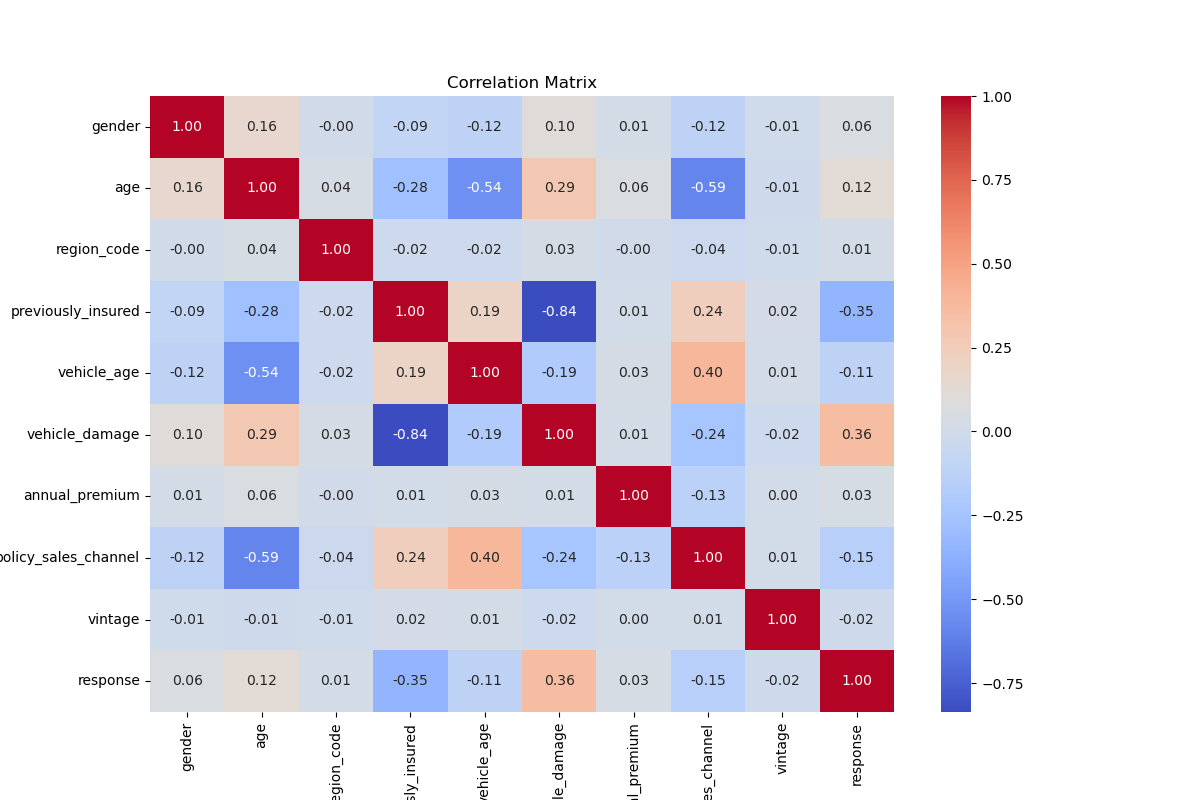 Correlation Matrix
gender 1.00 0.16 -0.00 -0.09 -0.12 0.10 0.01 -0.12 -0.01 0.06
age 0.16 1.00 0.04 -0.28 -0.54 0.29 0.06 -0.59 -0.01 0.12
region_code -0.00 0.04 1.00 -0.02 -0.02 0.03 -0.00 -0.04 -0.01 0.01
previously_insured -0.09 -0.28 -0.02 1.00 0.19 -0.84 0.01 0.24 0.02 -0.35
vehicle_age -0.12 -0.54 -0.02 0.19 1.00 -0.19 0.03 0.40 0.01 -0.11
vehicle_damage 0.10 0.29 0.03 -0.84 -0.19 1.00 0.01 -0.24 -0.02 0.36
annual_premium 0.01 0.06 -0.00 0.01 0.03 0.01 1.00 -0.13 0.00 0.03
policy_sales_channel -0.12 -0.59 -0.04 0.24 0.40 -0.24 -0.13 1.00 0.01 -0.15
vintage -0.01 -0.01 -0.01 0.02 0.01 -0.02 0.00 0.01 1.00 -0.02
response 0.06 0.12 0.01 -0.35 -0.11 0.36 0.03 -0.15 -0.02 1.00
gender age egion_code sly_insured vehicle_age le_damage al_premium es_channel vintage response
1.00
0.75
0.50
0.25
0.00
−0.25
−0.50
−0.75